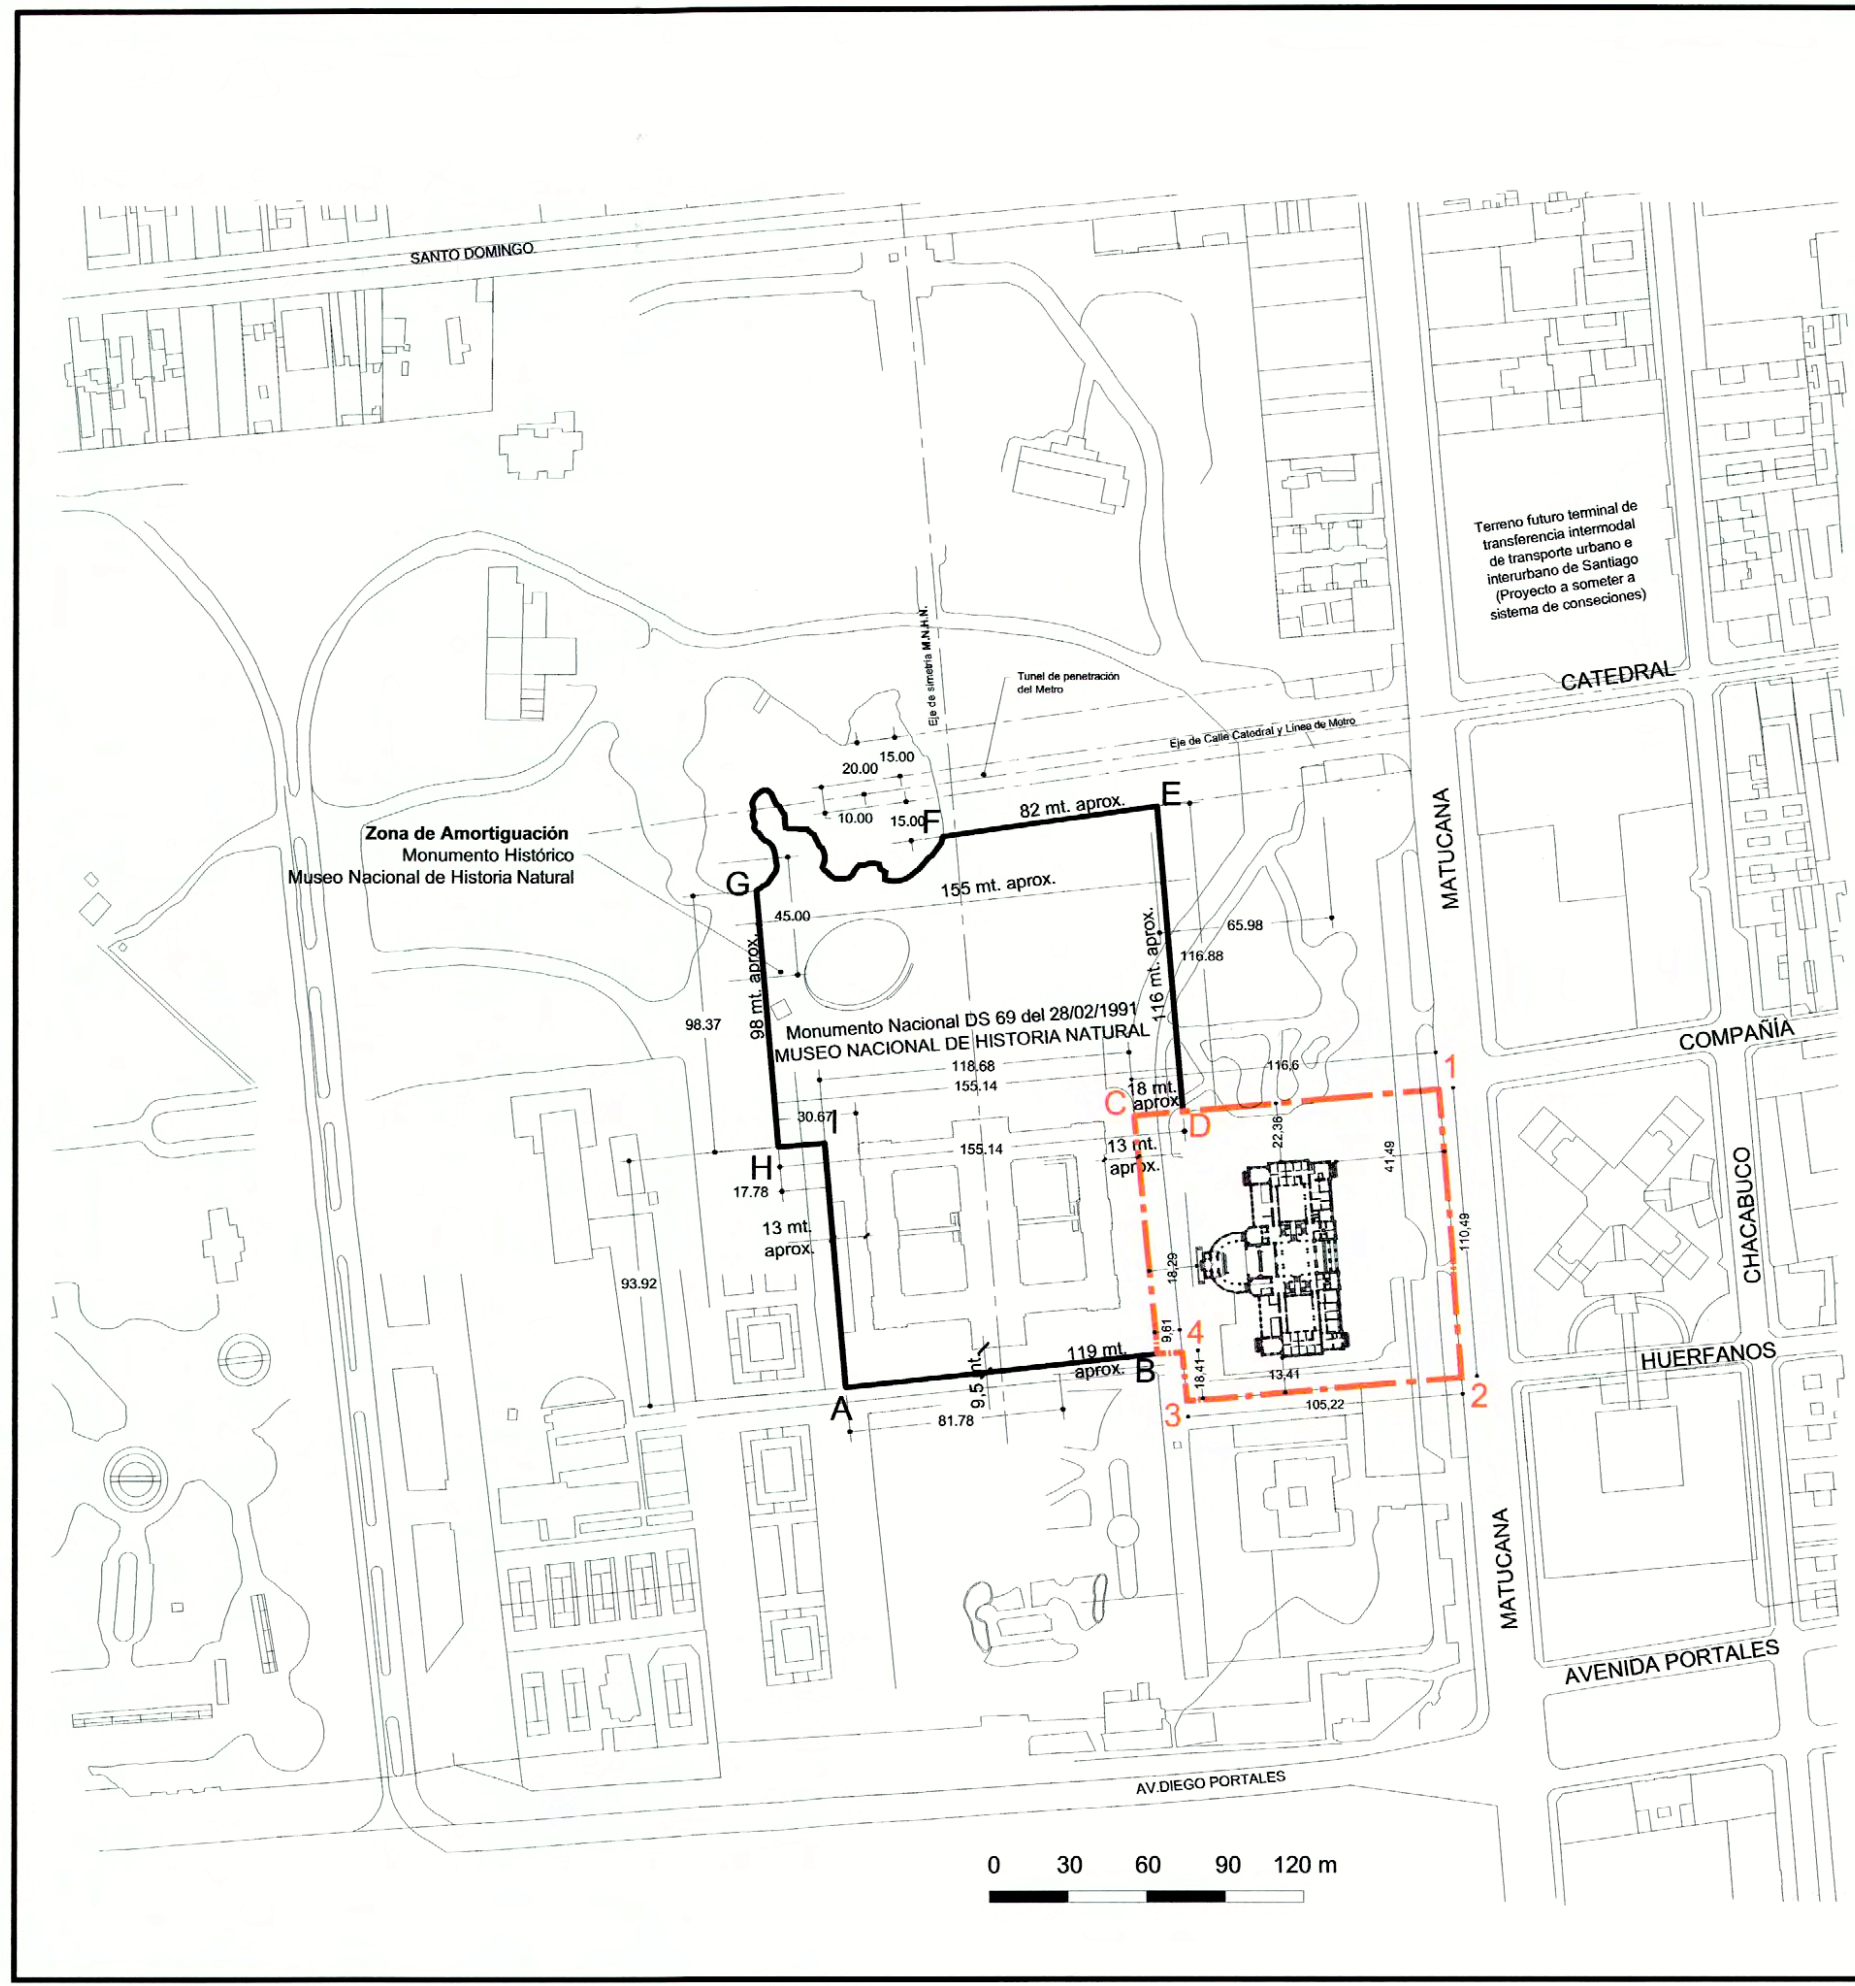 SANTO DOMINGO
Terreno futuro terminal de
transferencia intermodal
de transporte urbano e
interurbano de Santiago
(Proyecto a someter a
sistema de conseciones)
Eje de simetria M.N.H.N.
Tunel de penetración
del Metro
CATEDRAL
Eje de Calle Catedral y Línea de Metro
15.00
20.00
10.00
15.00
F
82 mt. aprox.
E
MATUCANA
Zona de Amortiguación
Monumento Histórico
Museo Nacional de Historia Natural
G
155 mt. aprox.
45.00
65.98
116.88
98 mt. aprox.
116 mt. aprox.
98.37
Monumento Nacional DS 69 del 28/02/1991
MUSEO NACIONAL DE HISTORIA NATURAL
COMPAÑÍA
118.68
116,6
1
155.14
18 mt.
aprox.
C
D
30.67
I
22,36
155.14
13 mt.
aprox.
41,49
H
17.78
13 mt.
aprox.
CHACABUCO
110,49
18,29
93.92
9,61
4
119 mt.
aprox.
B
HUERFANOS
9,5 mt.
18,41
13,41
A
81.78
3
105,22
2
MATUCANA
AVENIDA PORTALES
AV.DIEGO PORTALES
0 30 60 90 120 m